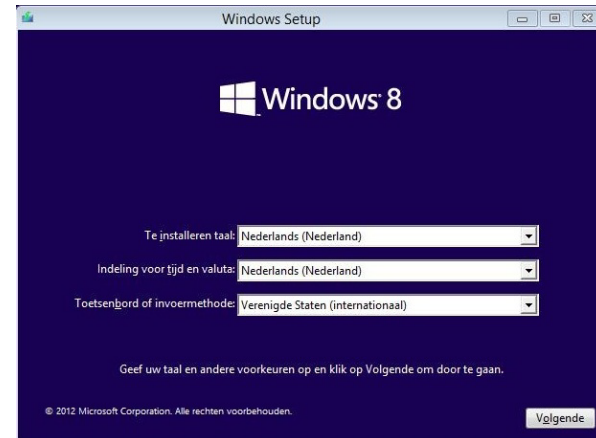 Windows Setup
Windows 8
Te installeren taal: Nederlands (Nederland)
Indeling voor tijd en valuta: Nederlands (Nederland)
Toetsenbord of invoermethode: Verenigde Staten (internationaal)
Geef uw taal en andere voorkeuren op en klik op Volgende om door te gaan.
© 2012 Microsoft Corporation. Alle rechten voorbehouden.
Volgende